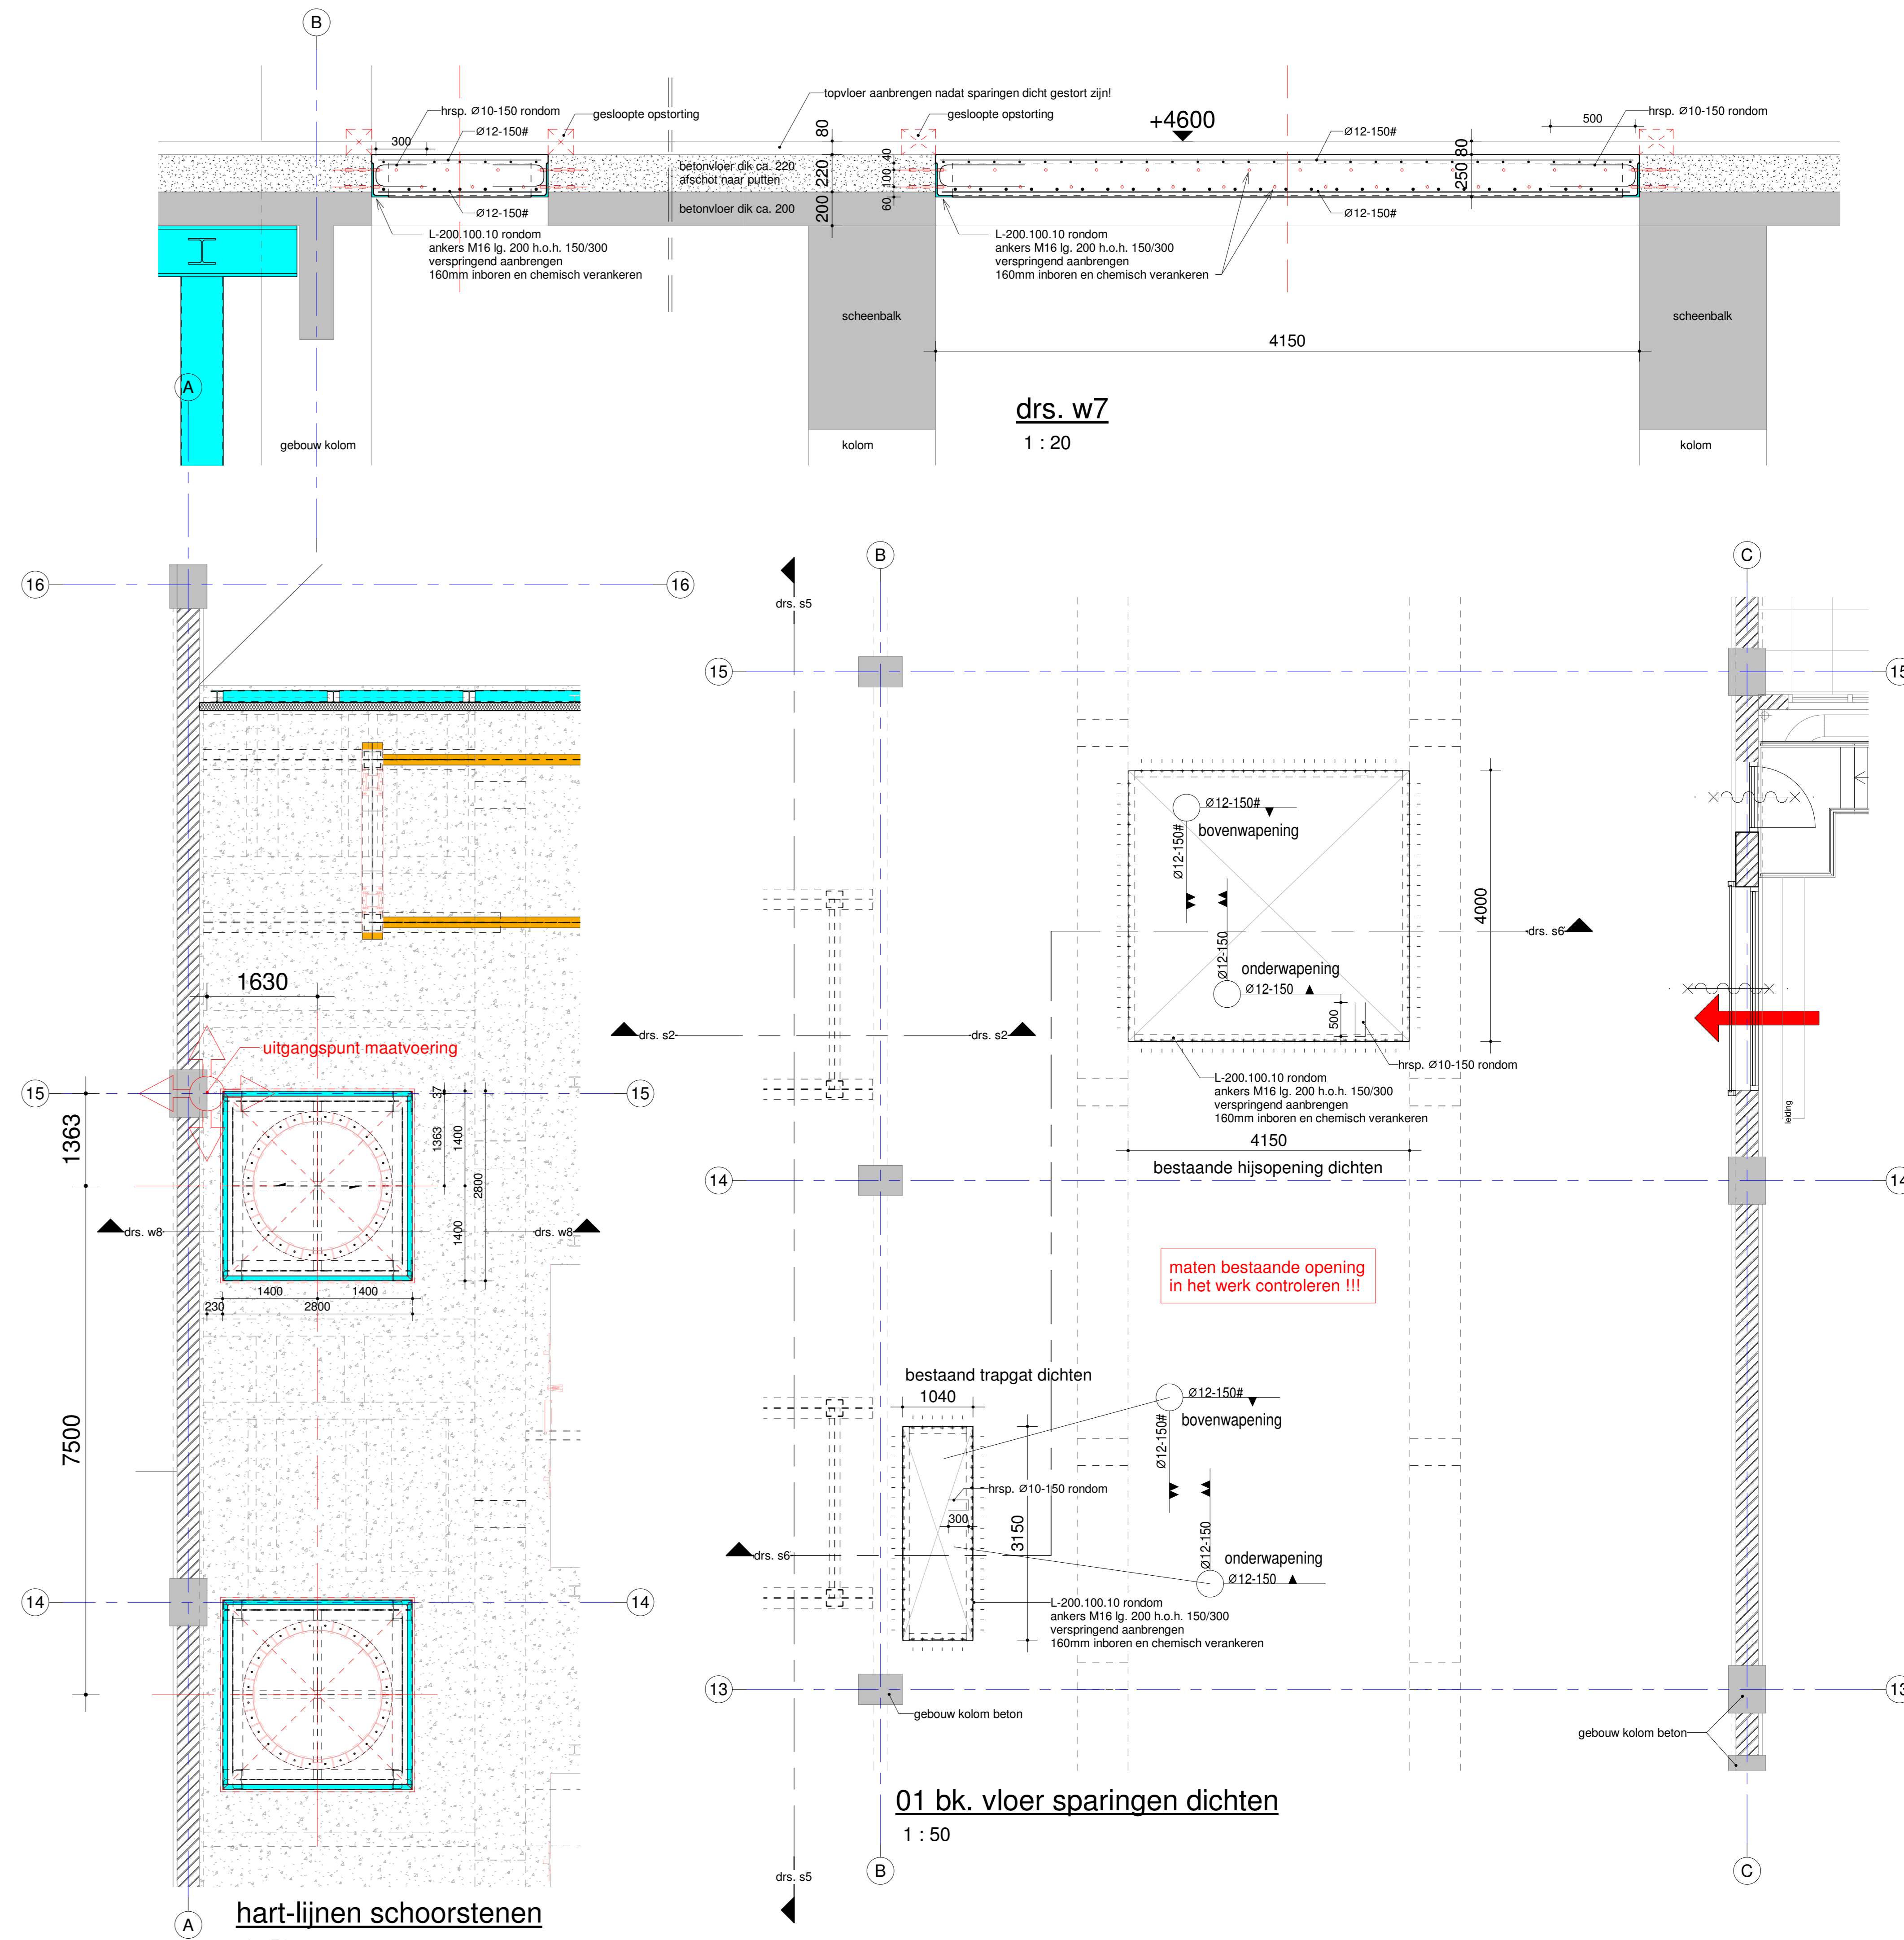 B
topvloer aanbrengen nadat sparingen dicht gestort zijn!
hrsp. Ø10-150 rondom
gesloopte opstorting
gesloopte opstorting
+4600
500
hrsp. Ø10-150 rondom
Ø12-150#
Ø12-150#
300
80
220
200
betonvloer dik ca. 220
afschot naar putten
betonvloer dik ca. 200
40
100
60
80
250
Ø12-150#
Ø12-150#
L-200.100.10 rondom
ankers M16 lg. 200 h.o.h. 150/300
verspringend aanbrengen
160mm inboren en chemisch verankeren
L-200.100.10 rondom
ankers M16 lg. 200 h.o.h. 150/300
verspringend aanbrengen
160mm inboren en chemisch verankeren
scheenbalk
scheenbalk
4150
A
gebouw kolom
kolom
kolom
drs. w7
1 : 20
16
16
1630
uitgangspunt maatvoering
15
15
1363
37
1363
1400
2800
1400
drs. w8
drs. w8
1400
1400
230
2800
7500
14
14
A
hart-lijnen schoorstenen
B
C
drs. s5
15
15
Ø12-150#
bovenwapening
Ø12-150#
4000
drs. s6
Ø12-150
onderwapening
Ø12-150
500
drs. s2
drs. s2
hrsp. Ø10-150 rondom
L-200.100.10 rondom
ankers M16 lg. 200 h.o.h. 150/300
verspringend aanbrengen
160mm inboren en chemisch verankeren
leiding
4150
bestaande hijsopening dichten
14
14
maten bestaande opening
in het werk controleren !!!
bestaand trapgat dichten
1040
Ø12-150#
bovenwapening
Ø12-150#
hrsp. Ø10-150 rondom
300
3150
Ø12-150
onderwapening
Ø12-150
drs. s6
L-200.100.10 rondom
ankers M16 lg. 200 h.o.h. 150/300
verspringend aanbrengen
160mm inboren en chemisch verankeren
13
13
gebouw kolom beton
gebouw kolom beton
01 bk. vloer sparingen dichten
1 : 50
drs. s5
B
C